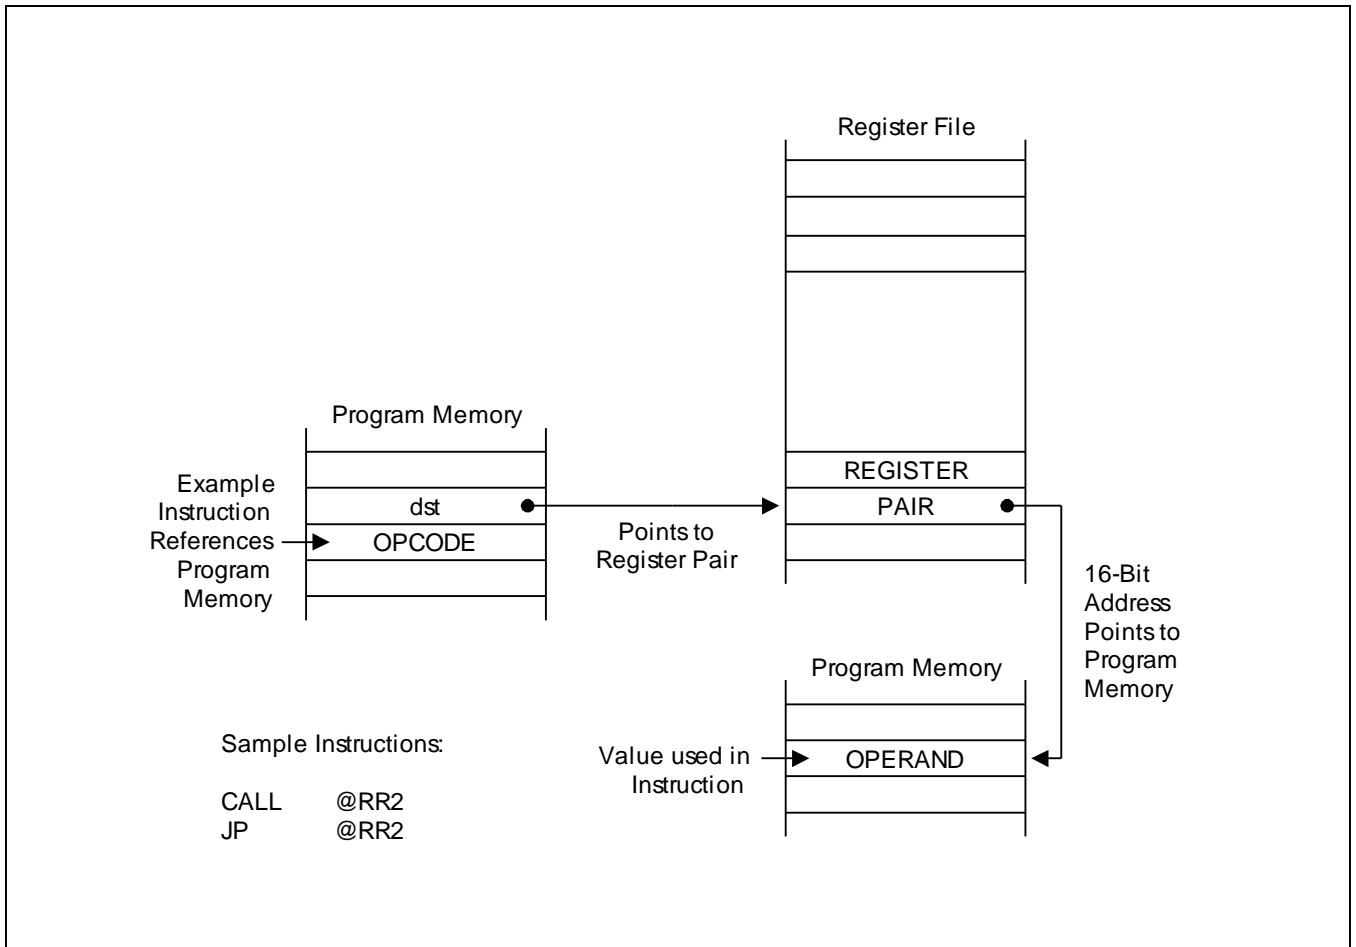 Register File
Program Memory
REGISTER
Example
Instruction
References
Program
Memory
dst
PAIR
OPCODE
Points to
Register Pair
16-Bit
Address
Points to
Program
Memory
Program Memory
Sample Instructions:
Value used in
Instruction
OPERAND
CALL @RR2
JP @RR2